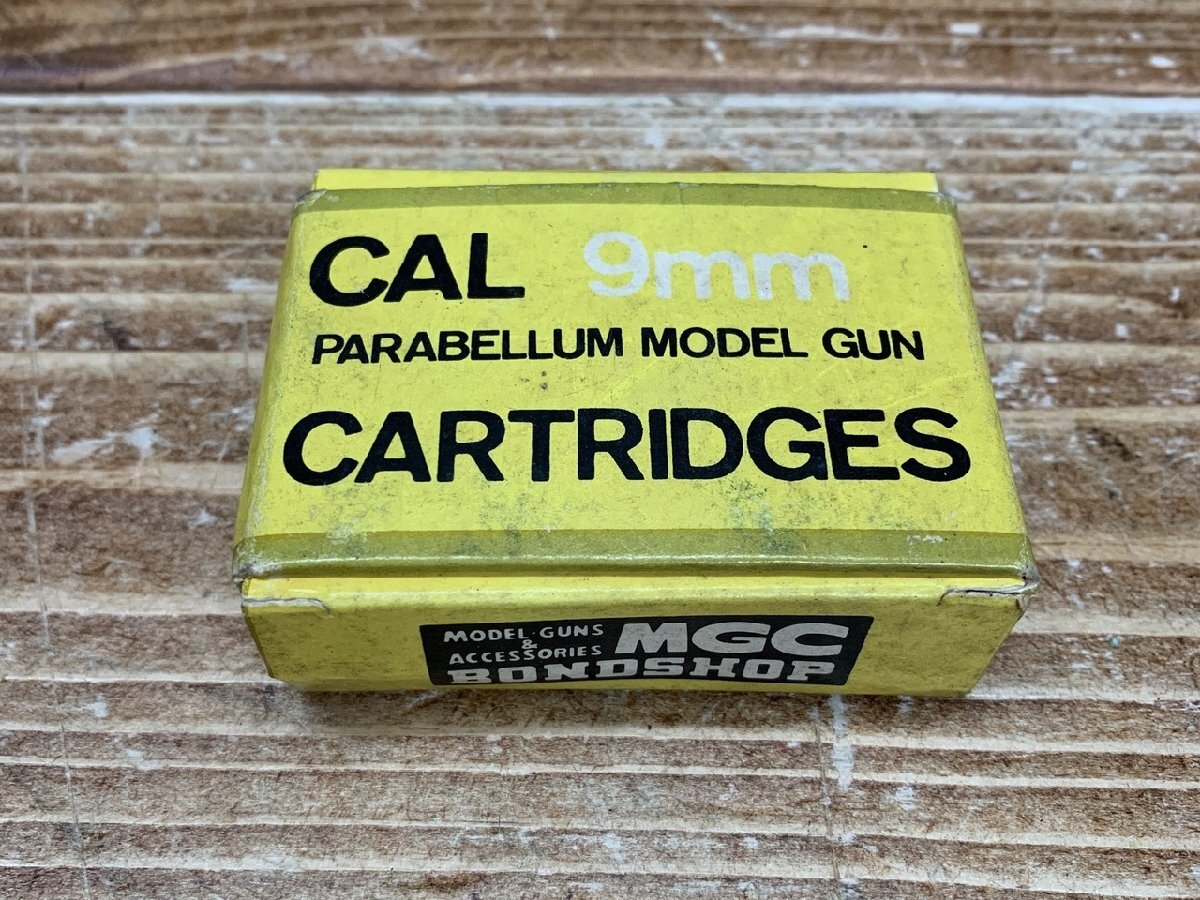 CAL 9mm
PARABELLUM MODEL GUN
CARTRIDGES
MODEL·GUNS
&
ACCESSORIES
MGC
BONDSHOP